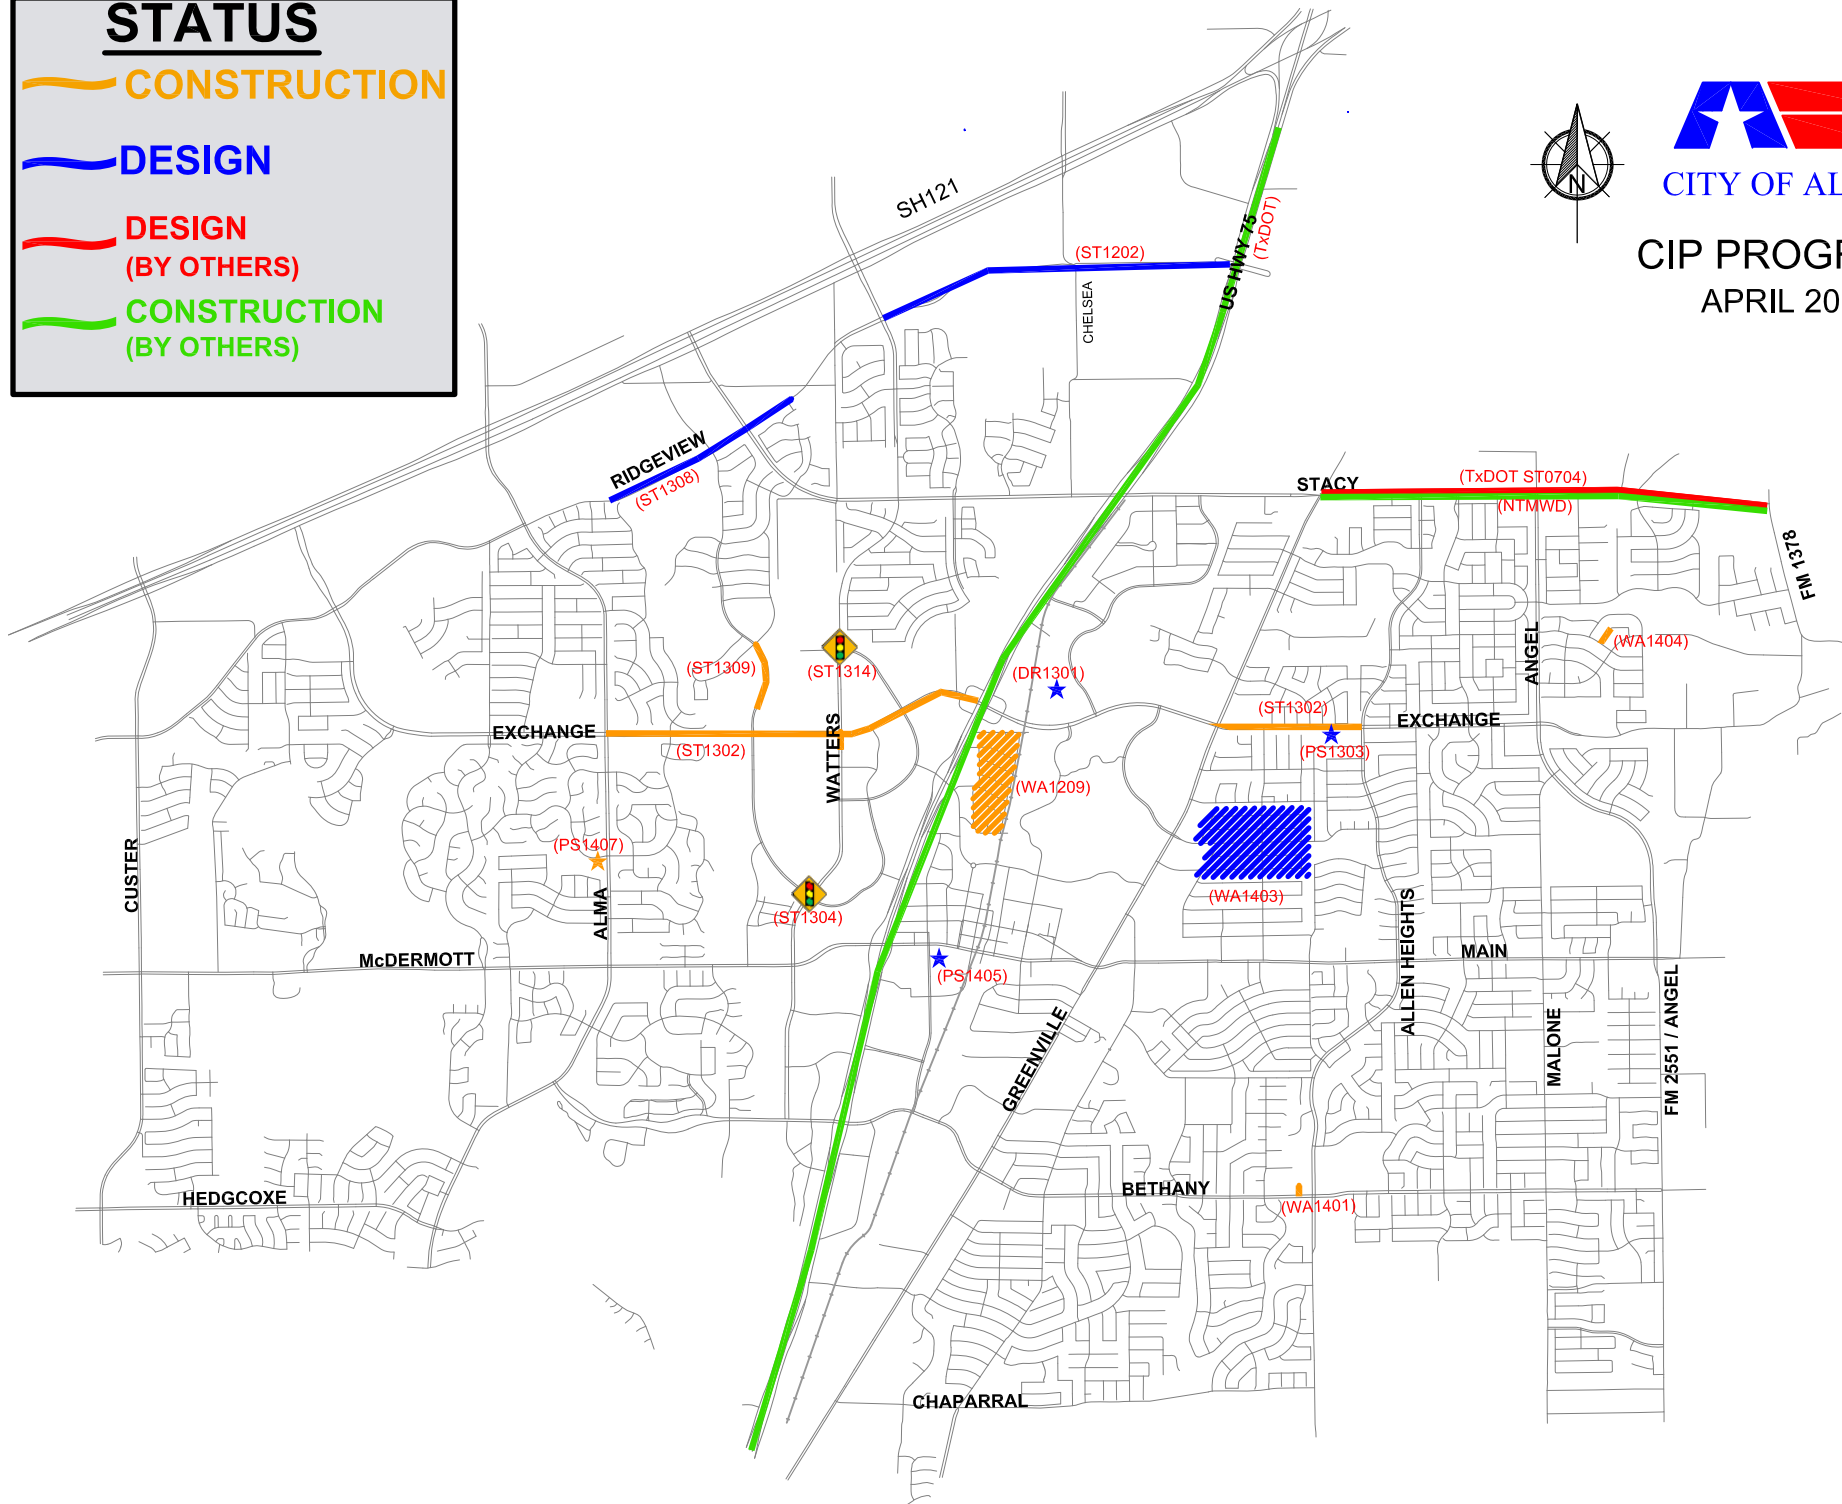 STATUS
CONSTRUCTION
DESIGN
DESIGN
(BY OTHERS)
CONSTRUCTION
(BY OTHERS)
N
CITY OF AL
CIP PROGR
APRIL 20
SH121
(ST1202)
US HWY 75
(TxDOT)
CHELSEA
RIDGEVIEW
(ST1308)
STACY
(TxDOT ST0704)
(NTMWD)
FM 1378
(ST1309)
(ST1314)
(DR1301)
ANGEL
(WA1404)
EXCHANGE
(ST1302)
WATTERS
(ST1302)
EXCHANGE
(PS1303)
(WA1209)
CUSTER
(PS1407)
ALMA
(ST1304)
(WA1403)
ALLEN HEIGHTS
McDERMOTT
(PS1405)
MAIN
GREENVILLE
MALONE
FM 2551 / ANGEL
HEDGCOXE
BETHANY
(WA1401)
CHAPARRAL